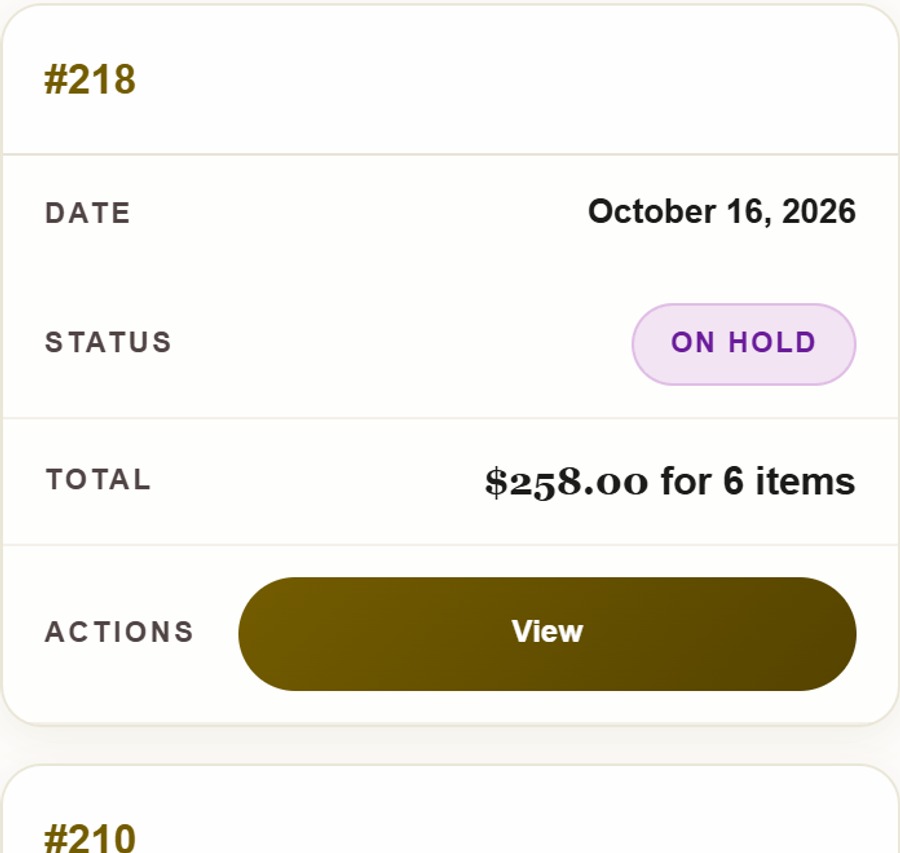 #218
DATE October 16, 2026
STATUS ON HOLD
TOTAL $258.00 for 6 items
ACTIONS View
#210